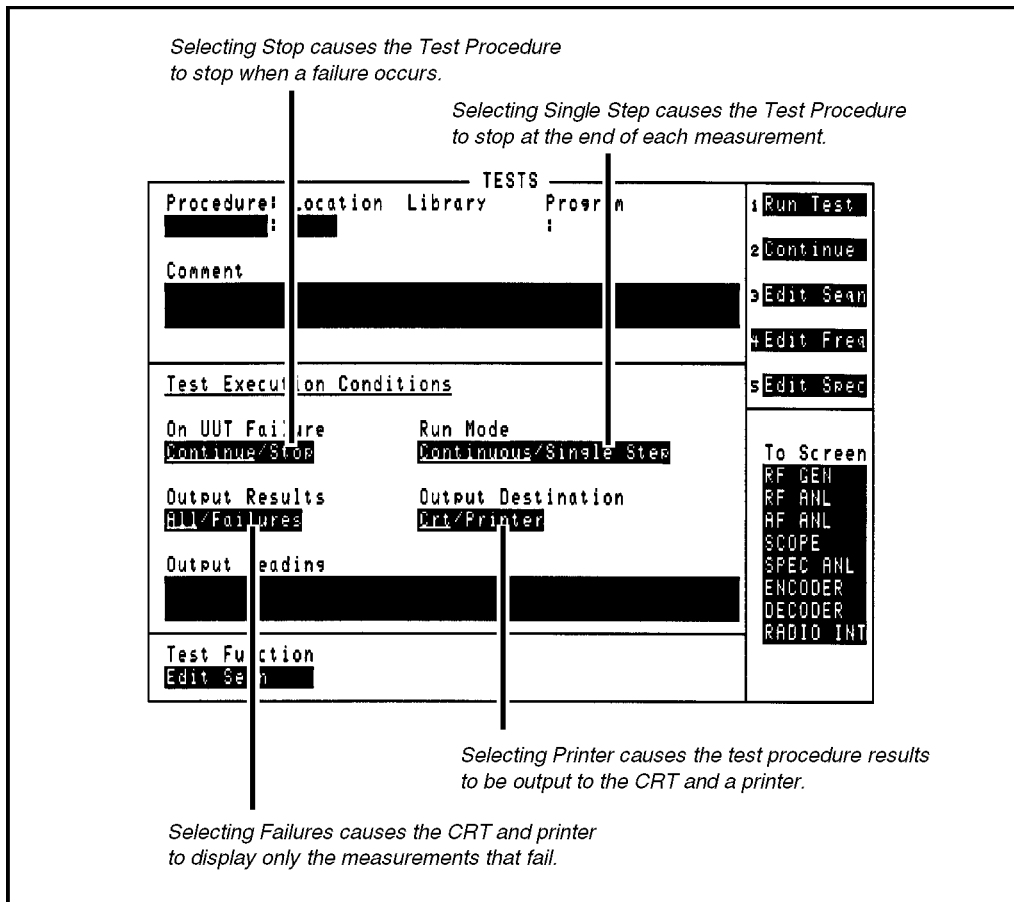 Selecting Stop causes the Test Procedure
to stop when a failure occurs.
Selecting Single Step causes the Test Procedure
to stop at the end of each measurement.
TESTS
Procedure: Location Library Program
: :
Comment
Test Execution Conditions
On UUT Failure Run Mode
Continue/Stop Continuous/Single Step
Output Results Output Destination
All/Failures Crt/Printer
Output Heading
Test Function
Edit Seqn
1 Run Test
2 Continue
3 Edit Seqn
4 Edit Freq
5 Edit Spec
To Screen
RF GEN
RF ANL
AF ANL
SCOPE
SPEC ANL
ENCODER
DECODER
RADIO INT
Selecting Printer causes the test procedure results
to be output to the CRT and a printer.
Selecting Failures causes the CRT and printer
to display only the measurements that fail.